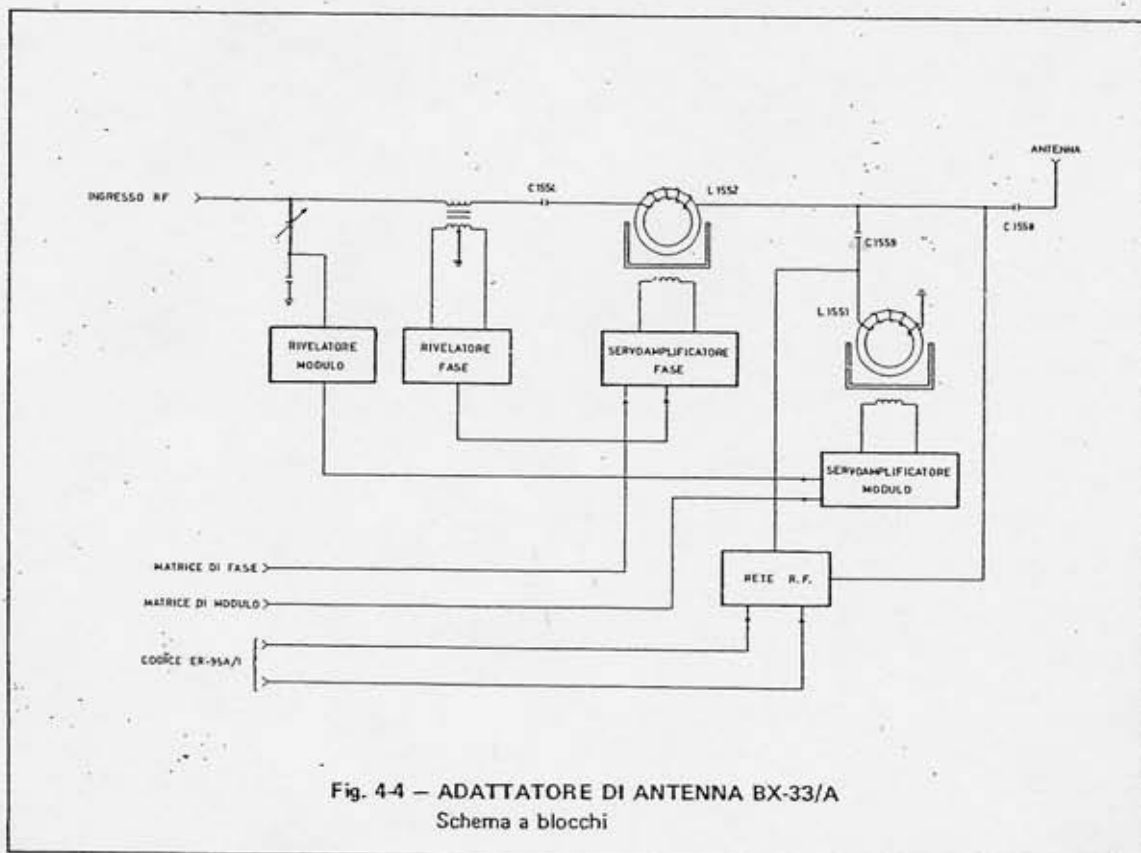 ANTENNA
INGRESSO RF
C1554
L1552
C1558
C1559
L1551
RIVELATORE
MODULO
RIVELATORE
FASE
SERVOAMPLIFICATORE
FASE
SERVOAMPLIFICATORE
MODULO
MATRICE DI FASE
RETE R.F.
MATRICE DI MODULO
CODICE ER-95A/1
Fig. 4-4 – ADATTATORE DI ANTENNA BX-33/A
Schema a blocchi